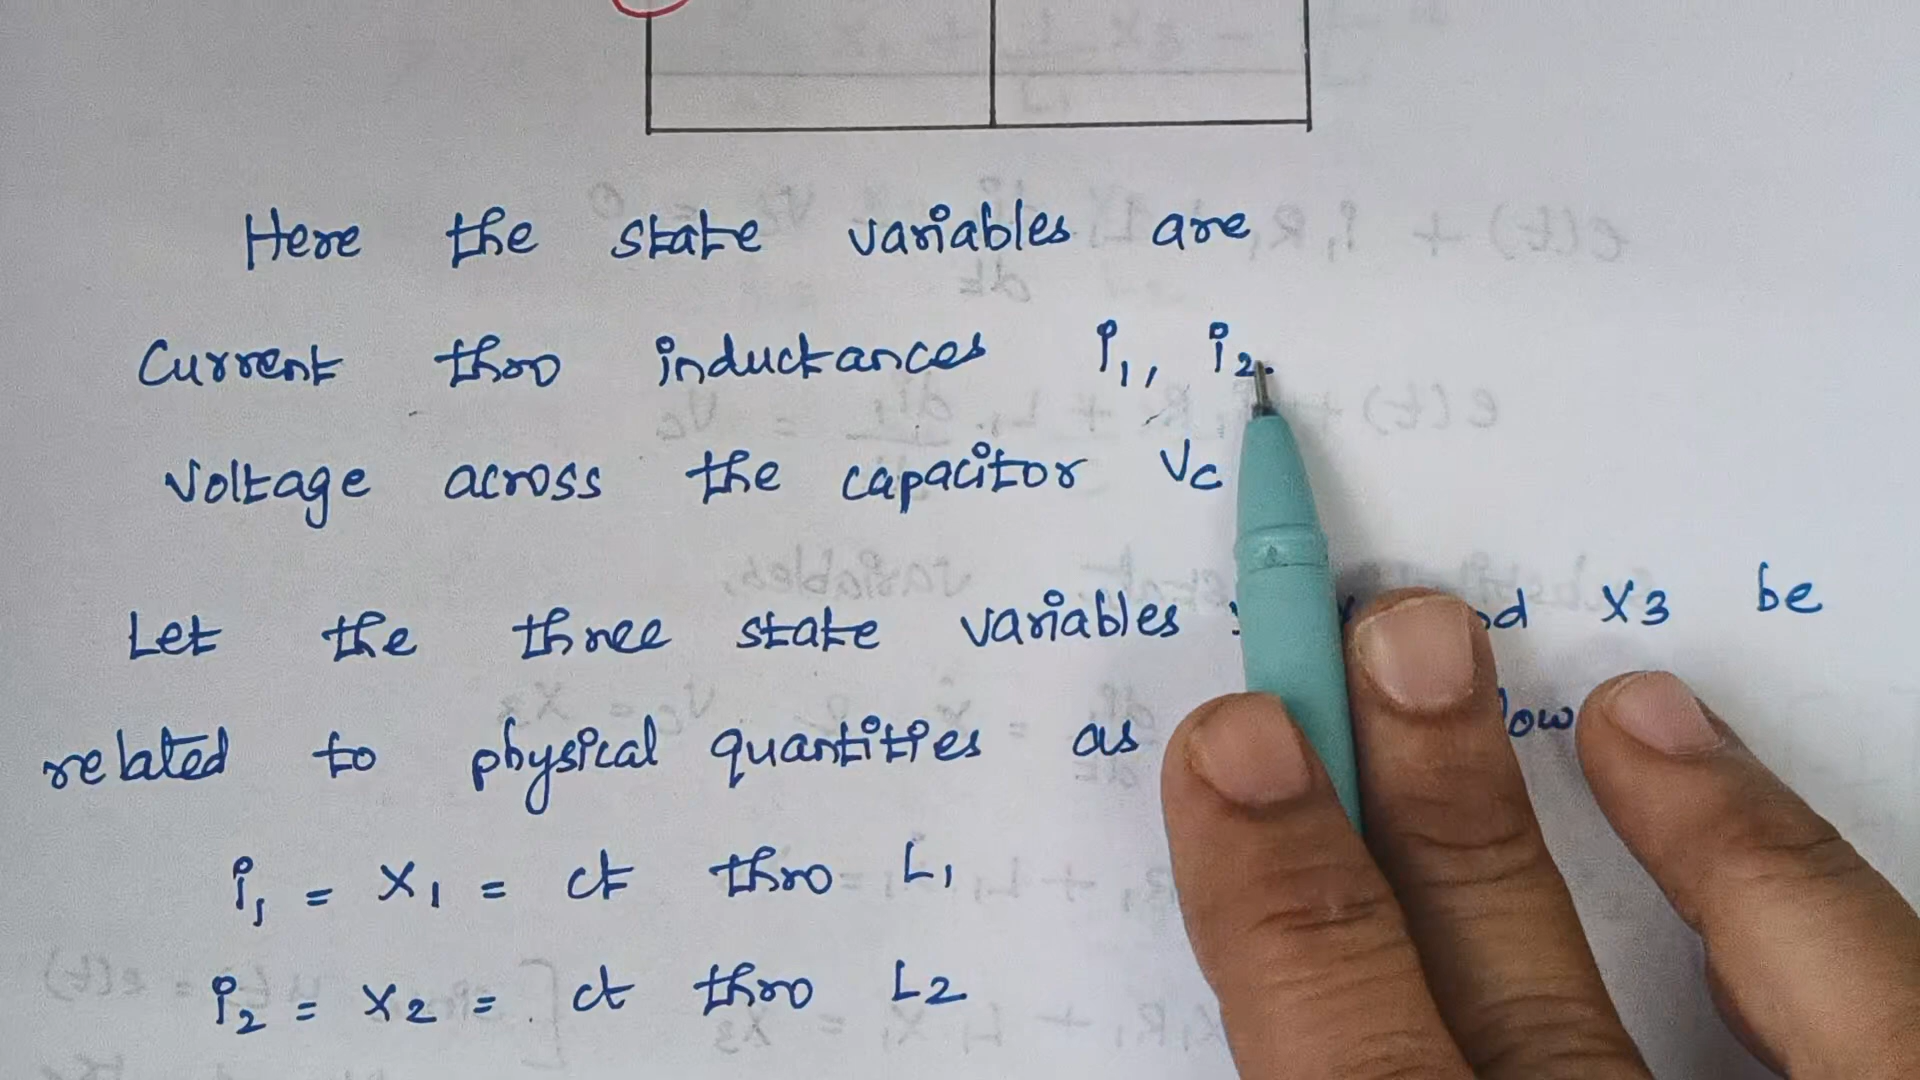 Here the state variables are
Current thro inductances i1, i2.
Voltage across the capacitor Vc
Let the three state variables X3 be
related to physical quantities as
i1 = X1 = ct thro L1
i2 = X2 = ct thro L2